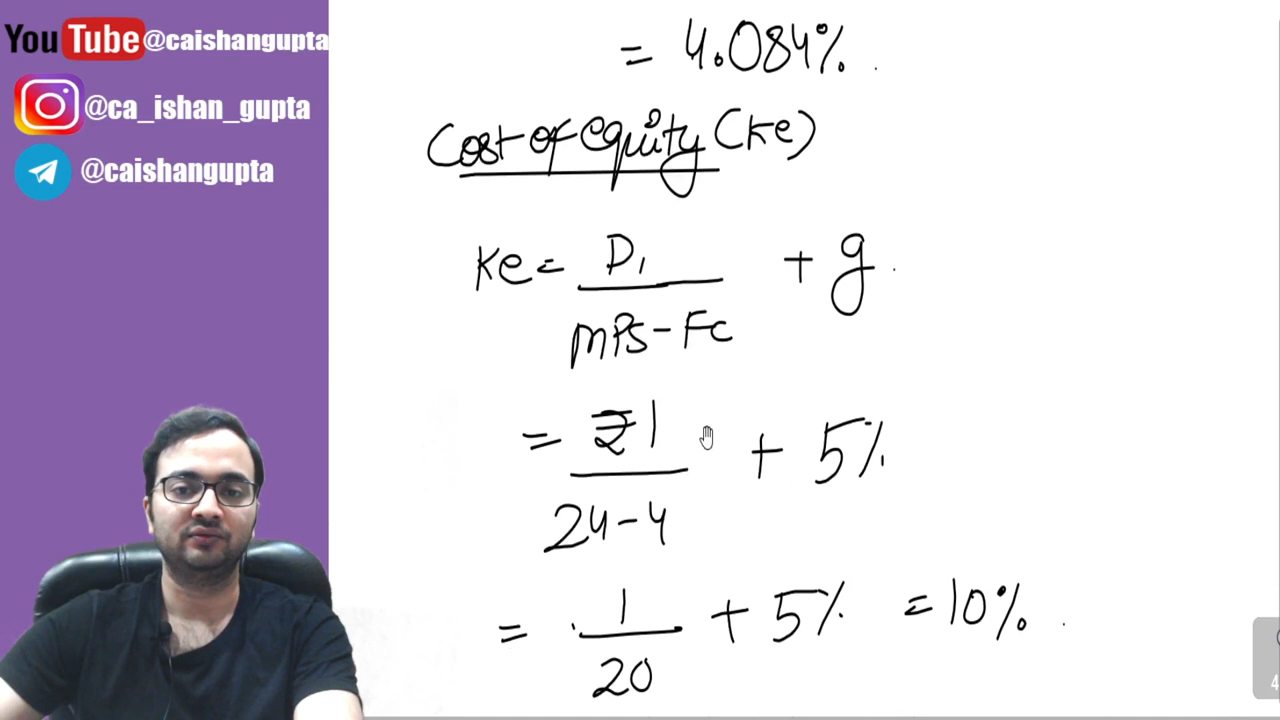 YouTube @caishangupta
@ca_ishan_gupta
@caishangupta
= 4.084%.
Cost of equity (Ke)
Ke = D1 / MPS - FC + g.
= ₹1 / 24 - 4 + 5%
= 1 / 20 + 5% = 10%.
4